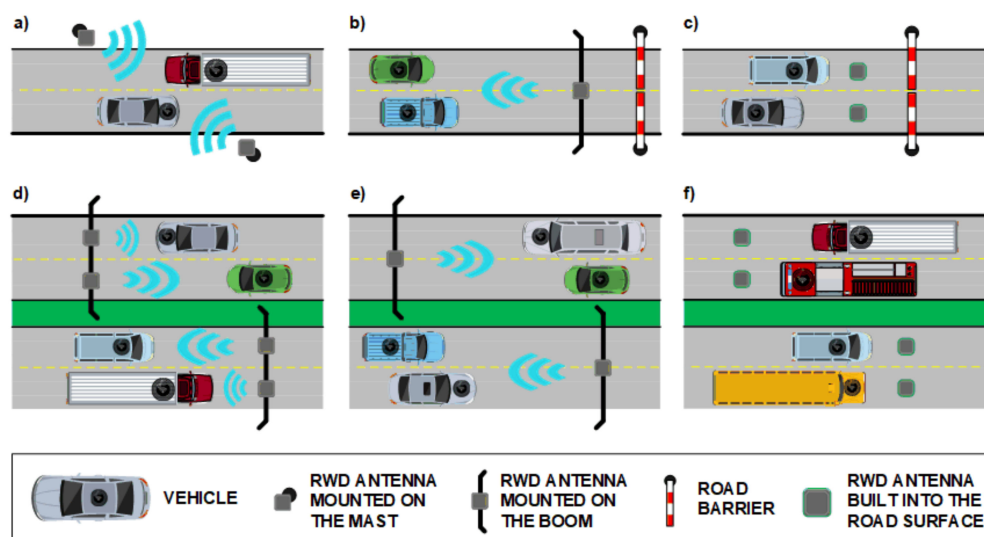 a)
b)
c)
d)
e)
f)
VEHICLE
RWD ANTENNA
MOUNTED ON
THE MAST
RWD ANTENNA
MOUNTED ON
THE BOOM
ROAD
BARRIER
RWD ANTENNA
BUILT INTO THE
ROAD SURFACE